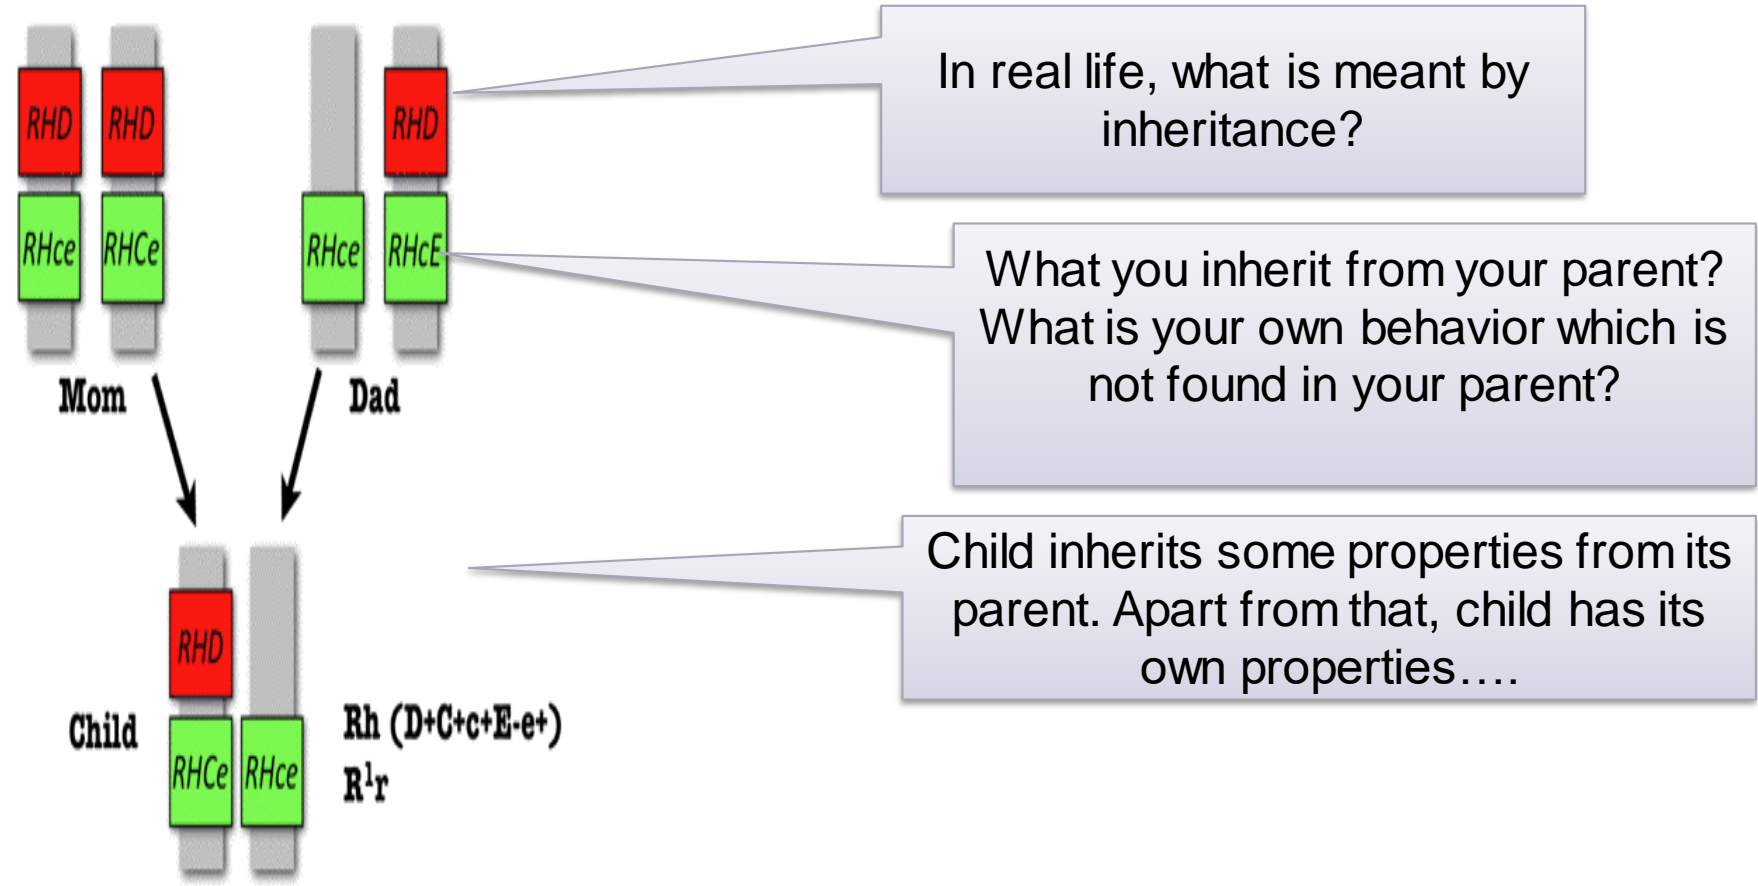 RHD RHD RHD
RHce RHCe RHce RHcE
Mom Dad
In real life, what is meant by
inheritance?
What you inherit from your parent?
What is your own behavior which is
not found in your parent?
Child inherits some properties from its
parent. Apart from that, child has its
own properties....
RHD
Child
RHCe RHce
Rh (D+C+c+E-e+)
R¹r